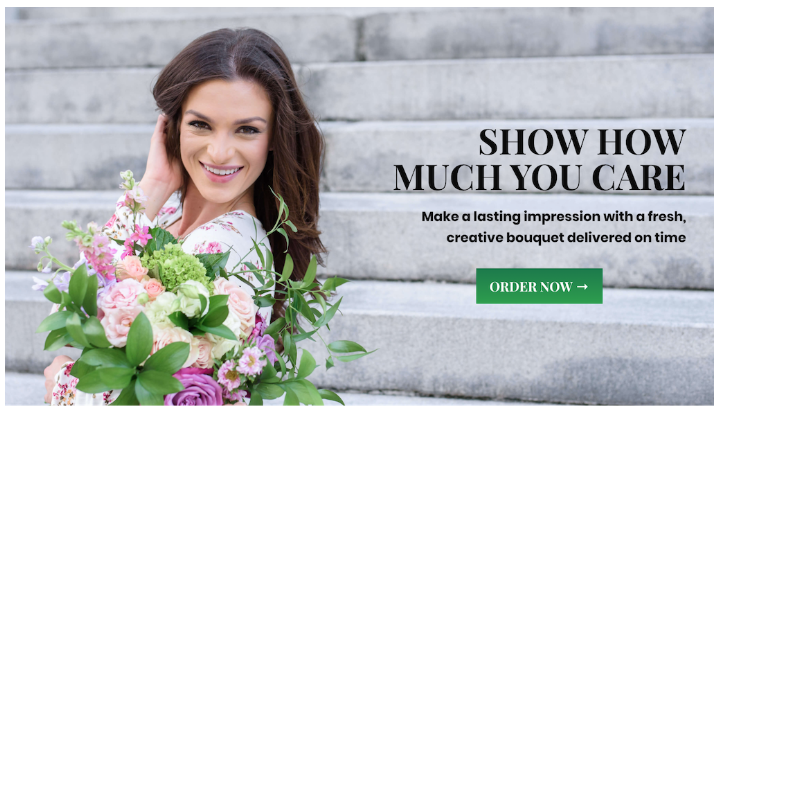 SHOW HOW
MUCH YOU CARE
Make a lasting impression with a fresh,
creative bouquet delivered on time
ORDER NOW →